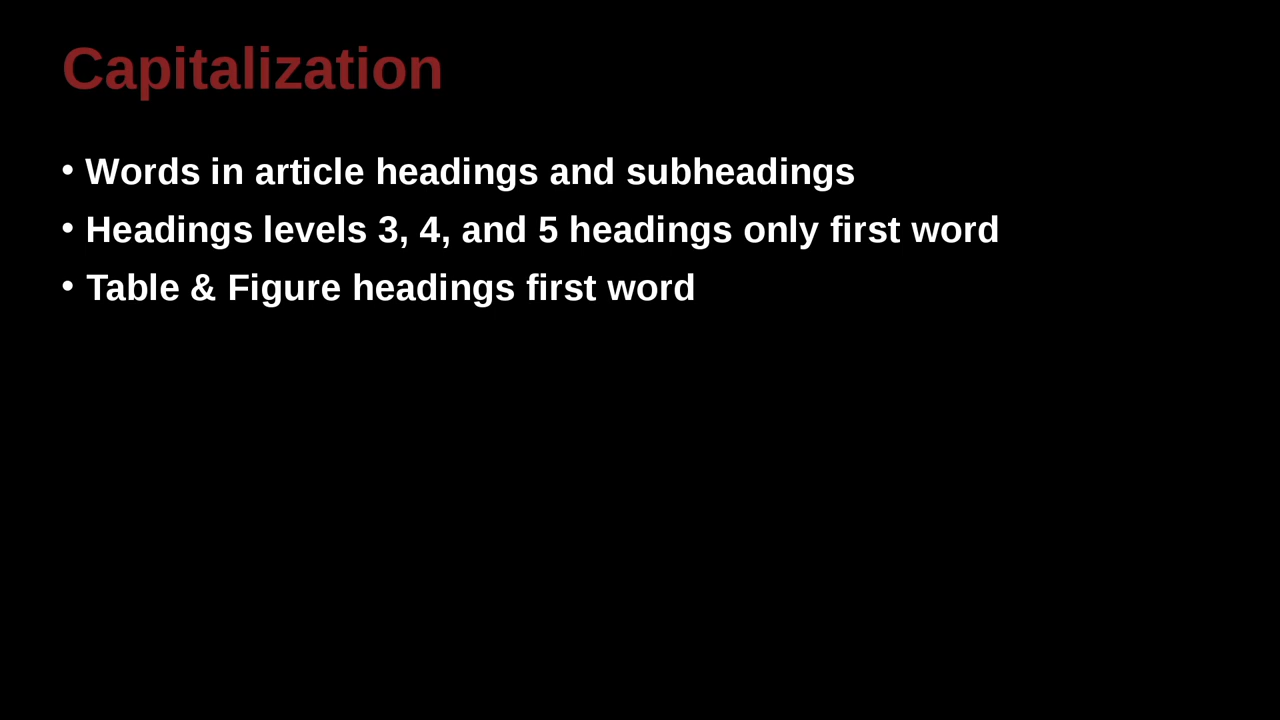 Capitalization
• Words in article headings and subheadings
• Headings levels 3, 4, and 5 headings only first word
• Table & Figure headings first word